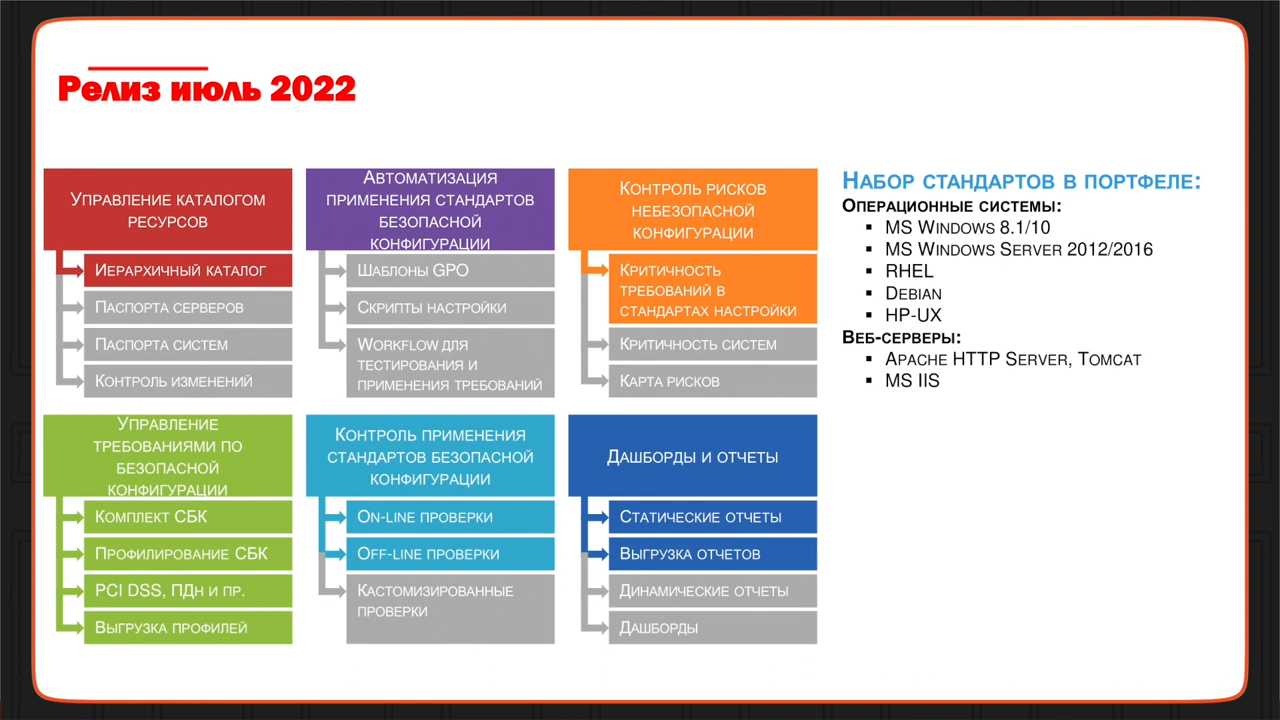 Релиз июль 2022
Управление каталогом
ресурсов
Иерархичный каталог
Паспорта серверов
Паспорта систем
Контроль изменений
Автоматизация
применения стандартов
безопасной
конфигурации
Шаблоны GPO
Скрипты настройки
Workflow для
тестирования и
применения требований
Контроль рисков
небезопасной
конфигурации
Критичность
требований в
стандартах настройки
Критичность систем
Карта рисков
Управление
требованиями по
безопасной
конфигурации
Комплект СБК
Профилирование СБК
PCI DSS, ПДн и пр.
Выгрузка профилей
Контроль применения
стандартов безопасной
конфигурации
On-line проверки
Off-line проверки
Кастомизированные
проверки
Дашборды и отчеты
Статические отчеты
Выгрузка отчетов
Динамические отчеты
Дашборды
Набор стандартов в портфеле:
Операционные системы:
▪ MS Windows 8.1/10
▪ MS Windows Server 2012/2016
▪ RHEL
▪ Debian
▪ HP-UX
Веб-серверы:
▪ Apache HTTP Server, Tomcat
▪ MS IIS